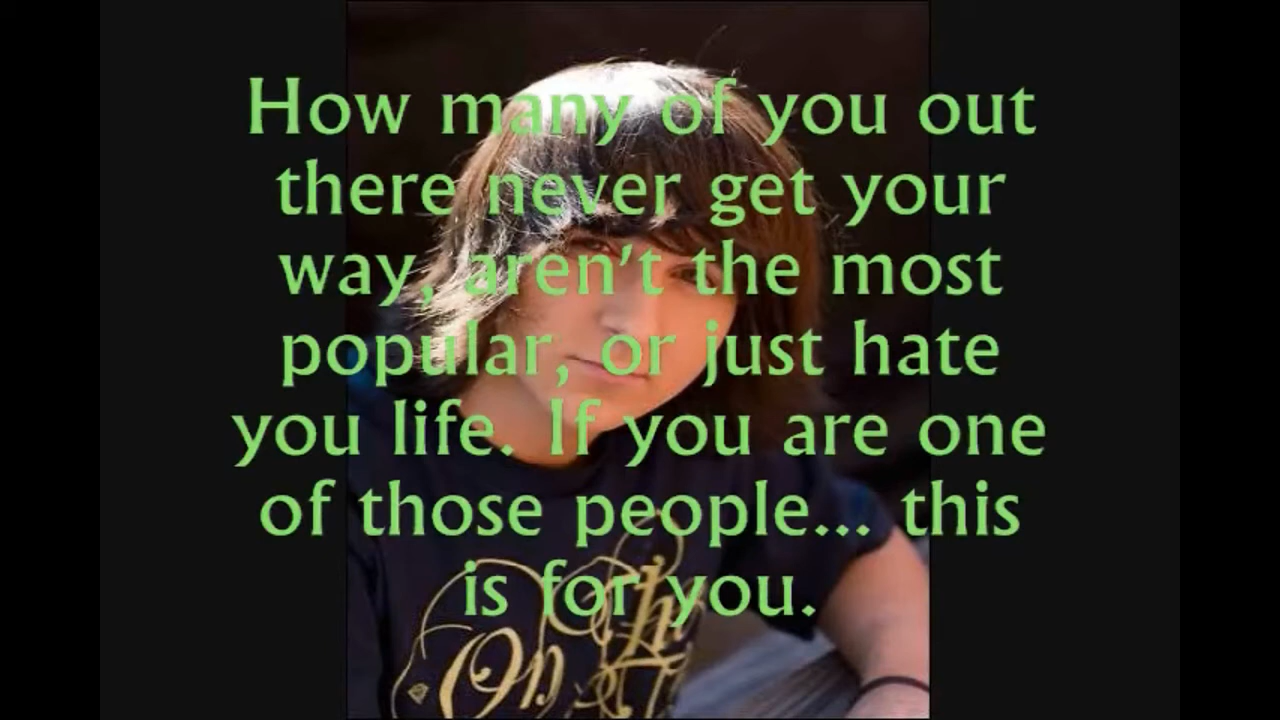 How many of you out
there never get your
way, aren't the most
popular, or just hate
you life. If you are one
of those people... this
is for you.
On